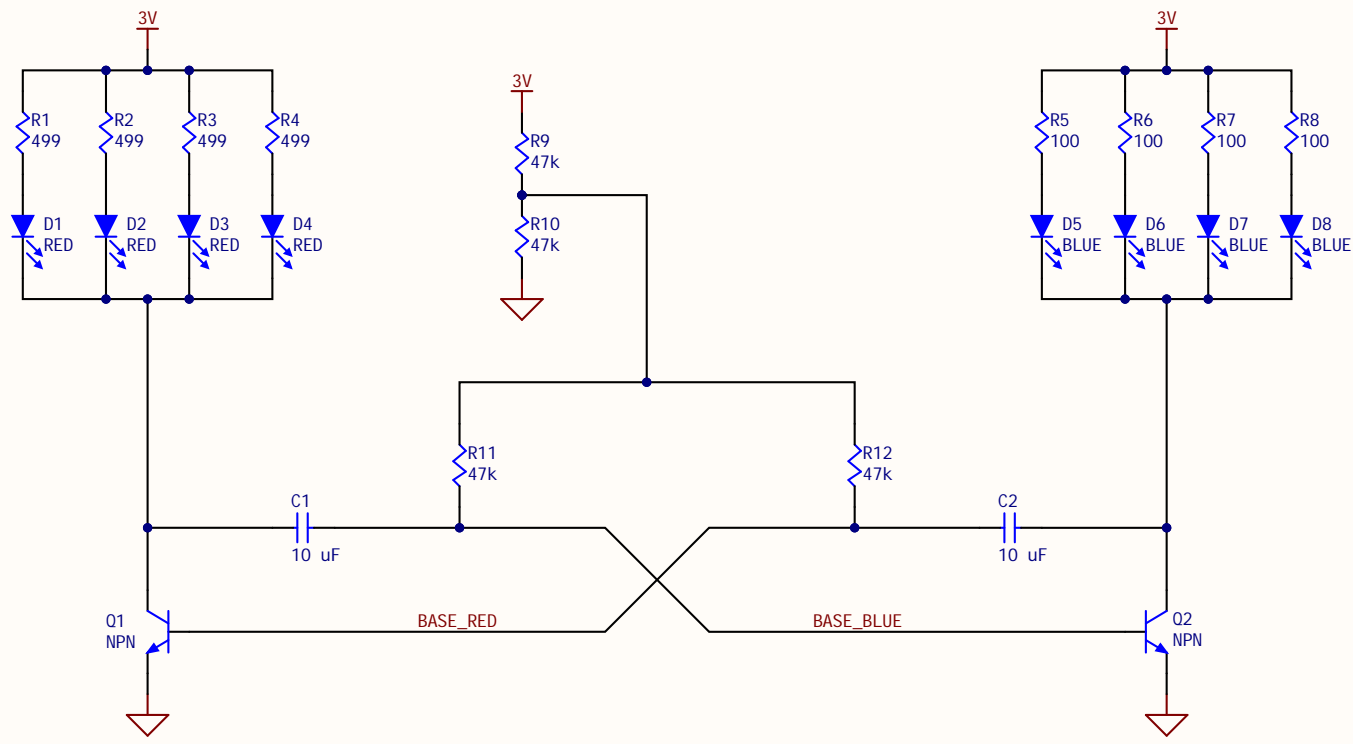 3V
3V
3V
R1
499
R2
499
R3
499
R4
499
R9
47k
R5
100
R6
100
R7
100
R8
100
D1
RED
D2
RED
D3
RED
D4
RED
R10
47k
D5
BLUE
D6
BLUE
D7
BLUE
D8
BLUE
R11
47k
R12
47k
C1
10 uF
C2
10 uF
Q1
NPN
BASE_RED
BASE_BLUE
Q2
NPN